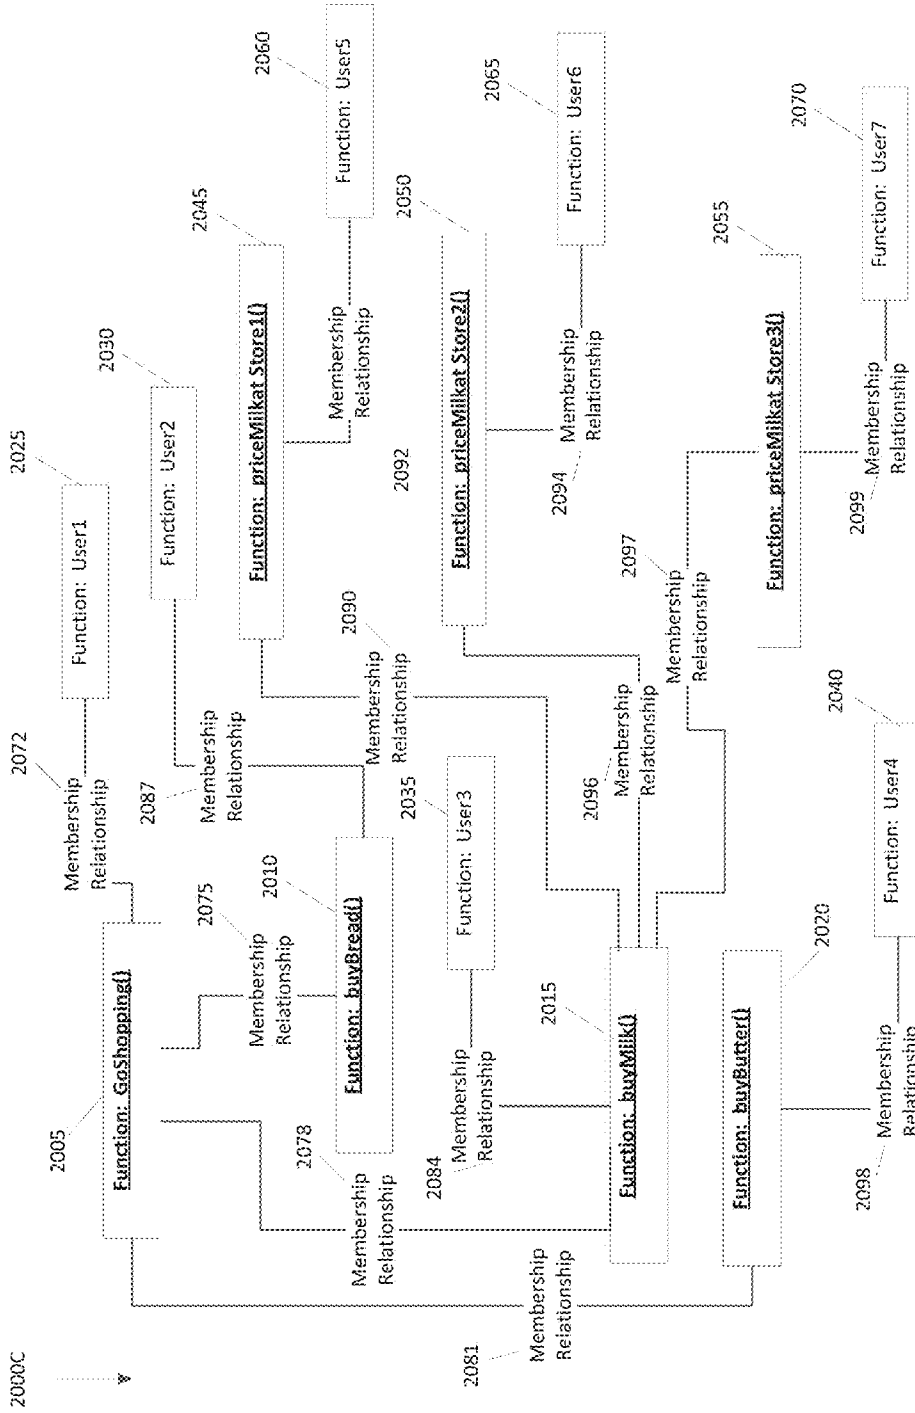 2000C
2005
Function: GoShopping()
2072
Membership
Relationship
2025
Function: User1
2075
Membership
Relationship
2087
Membership
Relationship
2030
Function: User2
2078
Membership
Relationship
2010
Function: buyBread()
2090
Membership
Relationship
2045
Function: priceMilkat Store1()
Membership
Relationship
2060
Function: User5
2081
Membership
Relationship
2084
Membership
Relationship
2035
Function: User3
2092
2050
Function: priceMilkat Store2()
2094
Membership
Relationship
2065
Function: User6
2015
Function: buyMilk()
2096
Membership
Relationship
2097
Membership
Relationship
2055
Function: priceMilkat Store3()
2099
Membership
Relationship
2070
Function: User7
2020
Function: buyButter()
2098
Membership
Relationship
2040
Function: User4